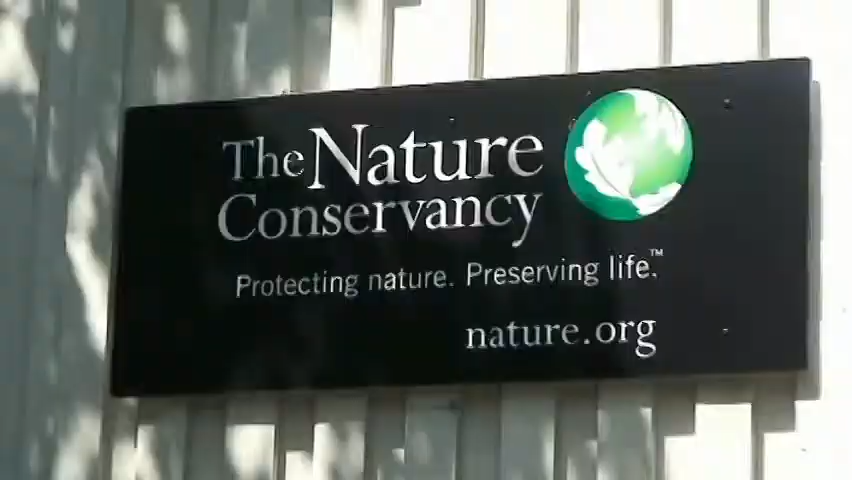 The Nature
Conservancy
Protecting nature. Preserving life.™
nature.org